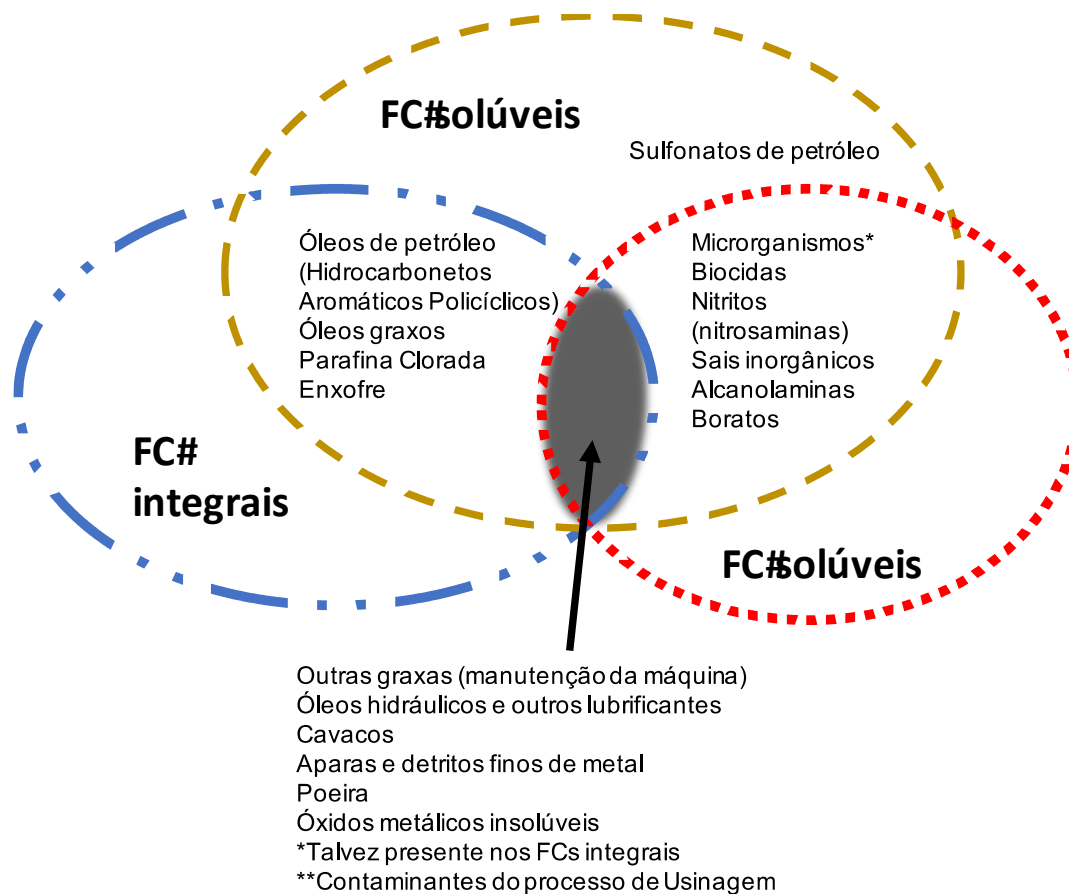 FC#solúveis
Sulfonatos de petróleo
Óleos de petróleo
(Hidrocarbonetos
Aromáticos Policíclicos)
Óleos graxos
Parafina Clorada
Enxofre
Microrganismos*
Biocidas
Nitritos
(nitrosaminas)
Sais inorgânicos
Alcanolaminas
Boratos
FC#
integrais
FC#solúveis
Outras graxas (manutenção da máquina)
Óleos hidráulicos e outros lubrificantes
Cavacos
Aparas e detritos finos de metal
Poeira
Óxidos metálicos insolúveis
*Talvez presente nos FCs integrais
**Contaminantes do processo de Usinagem